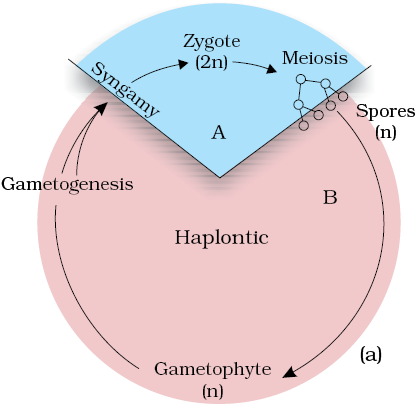 Zygote
(2n)
Meiosis
Syngamy
A
Spores
(n)
Gametogenesis
B
Haplontic
Gametophyte
(n)
(a)